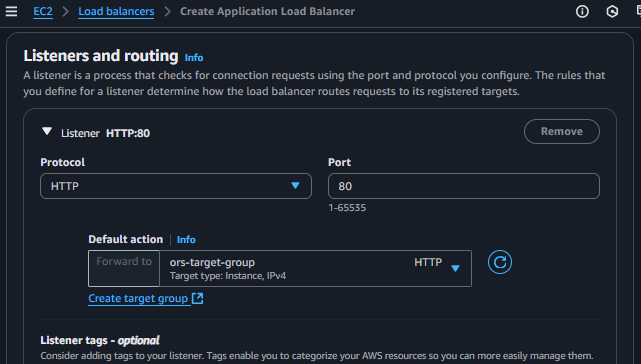 EC2 > Load balancers > Create Application Load Balancer
Listeners and routing Info
A listener is a process that checks for connection requests using the port and protocol you configure. The rules that
you define for a listener determine how the load balancer routes requests to its registered targets.
Listener HTTP:80
Remove
Protocol
Port
HTTP
80
1-65535
Default action | Info
Forward to
ors-target-group
HTTP
Target type: Instance, IPv4
Create target group
Listener tags - optional
Consider adding tags to your listener. Tags enable you to categorize your AWS resources so you can more easily manage them.